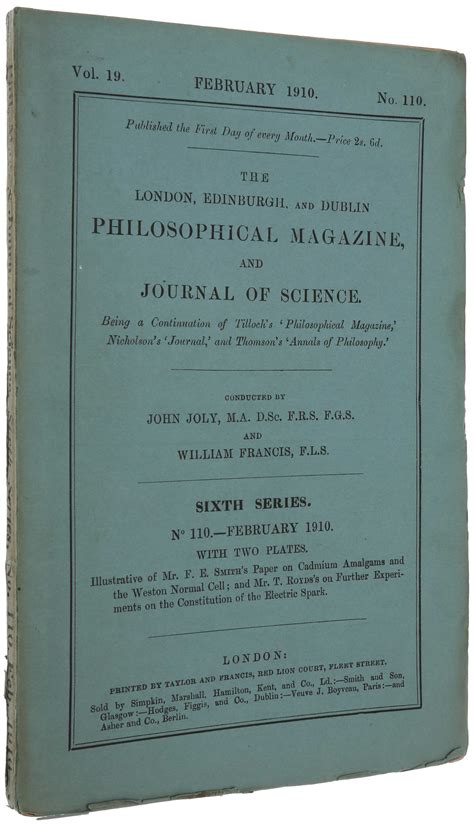 Vol. 19. FEBRUARY 1910. No. 110.
Published the First Day of every Month.—Price 2s. 6d.
THE
LONDON, EDINBURGH, AND DUBLIN
PHILOSOPHICAL MAGAZINE,
AND
JOURNAL OF SCIENCE.
Being a Continuation of Tilloch's 'Philosophical Magazine,'
Nicholson's 'Journal,' and Thomson's 'Annals of Philosophy.'
CONDUCTED BY
JOHN JOLY, M.A. D.Sc. F.R.S. F.G.S.
AND
WILLIAM FRANCIS, F.L.S.
SIXTH SERIES.
Nº 110.—FEBRUARY 1910.
WITH TWO PLATES.
Illustrative of Mr. F. E. SMITH'S Paper on Cadmium Amalgams and
the Weston Normal Cell; and Mr. T. ROYDS'S on Further Experi-
ments on the Constitution of the Electric Spark.
LONDON:
PRINTED BY TAYLOR AND FRANCIS, RED LION COURT, FLEET STREET.
Sold by Simpkin, Marshall, Hamilton, Kent, and Co., Ld.:—Smith and Son,
Glasgow:—Hodges, Figgis, and Co., Dublin:—Veuve J. Boyveau, Paris:—and
Asher and Co., Berlin.